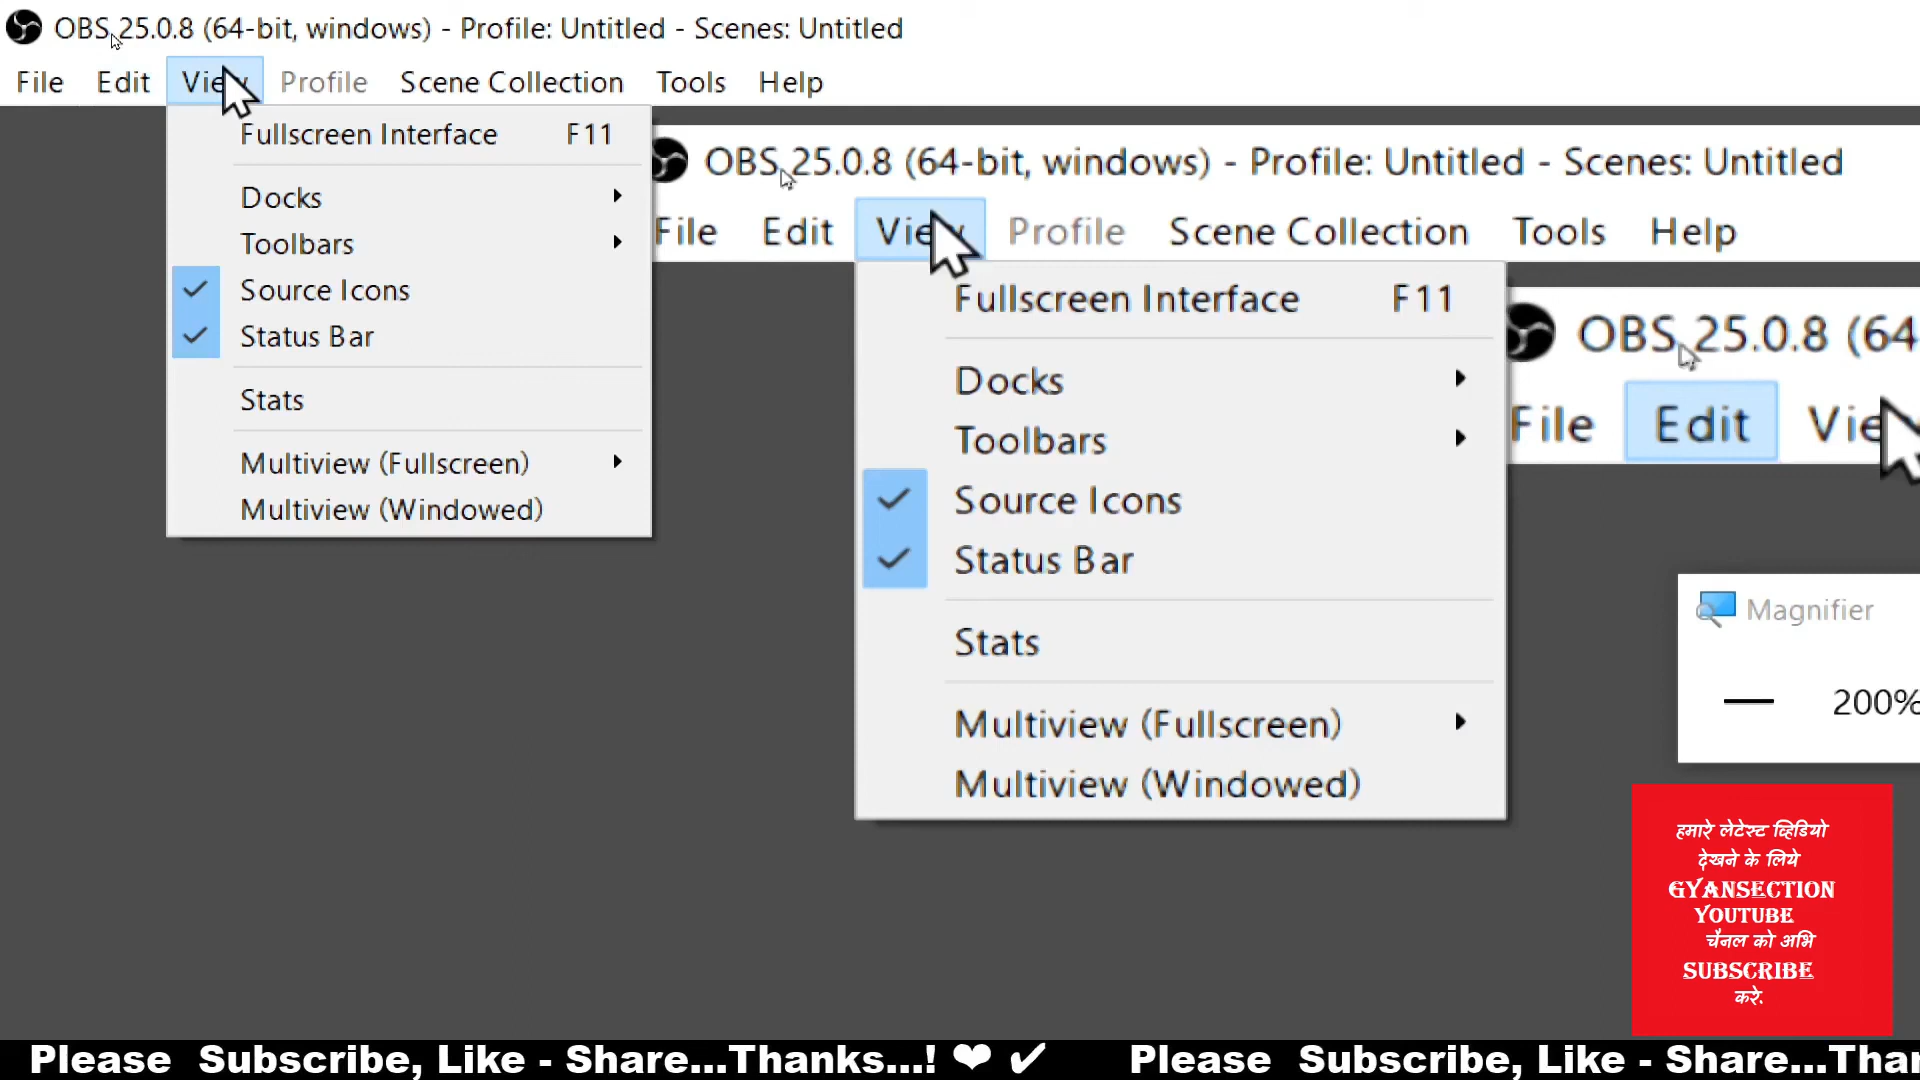 OBS 25.0.8 (64-bit, windows) - Profile: Untitled - Scenes: Untitled
File Edit View Profile Scene Collection Tools Help
Fullscreen Interface F11
Docks
Toolbars
Source Icons
Status Bar
Stats
Multiview (Fullscreen)
Multiview (Windowed)
OBS 25.0.8 (64-bit, windows) - Profile: Untitled - Scenes: Untitled
File Edit View Profile Scene Collection Tools Help
Fullscreen Interface F11
Docks
Toolbars
Source Icons
Status Bar
Stats
Multiview (Fullscreen)
Multiview (Windowed)
OBS 25.0.8 (64
File Edit Vie
Magnifier
200%
हमारे लेटेस्ट व्हिडियो
देखने के लिये
GYANSECTION
YOUTUBE
चॅनल को अभि
SUBSCRIBE
करे.
Please Subscribe, Like - Share...Thanks...! ❤ ✔ Please Subscribe, Like - Share...Than